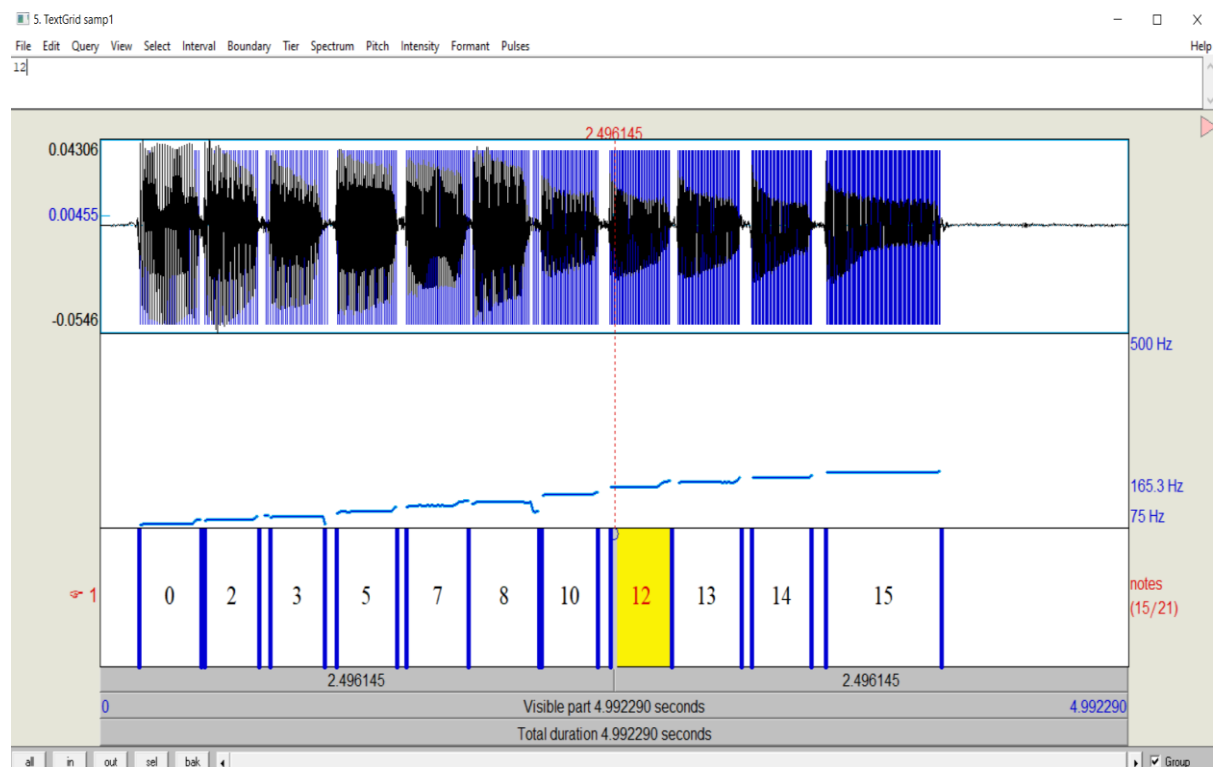 5. TextGrid samp1
File Edit Query View Select Interval Boundary Tier Spectrum Pitch Intensity Formant Pulses Help
12
2.496145
0.04306
0.00455
-0.0546
500 Hz
165.3 Hz
75 Hz
1 0 2 3 5 7 8 10 12 13 14 15 notes
(15/21)
2.496145 2.496145
0 Visible part 4.992290 seconds 4.992290
Total duration 4.992290 seconds
all in out sel bak Group